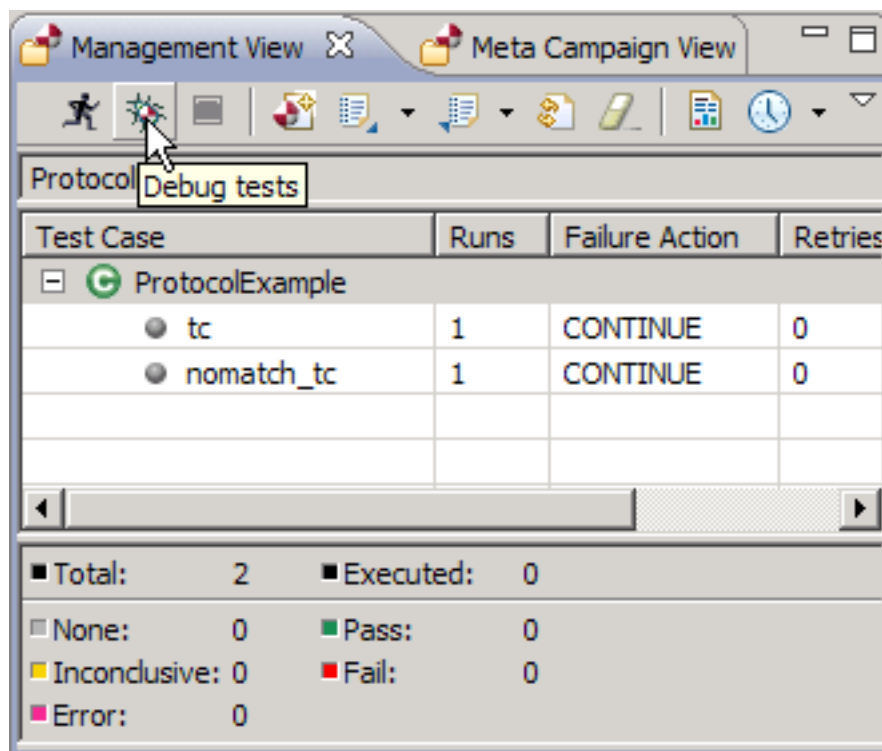 Management View Meta Campaign View
Protocol
Debug tests
Test Case Runs Failure Action Retries
C ProtocolExample
tc 1 CONTINUE 0
nomatch_tc 1 CONTINUE 0
Total: 2 Executed: 0
None: 0 Pass: 0
Inconclusive: 0 Fail: 0
Error: 0